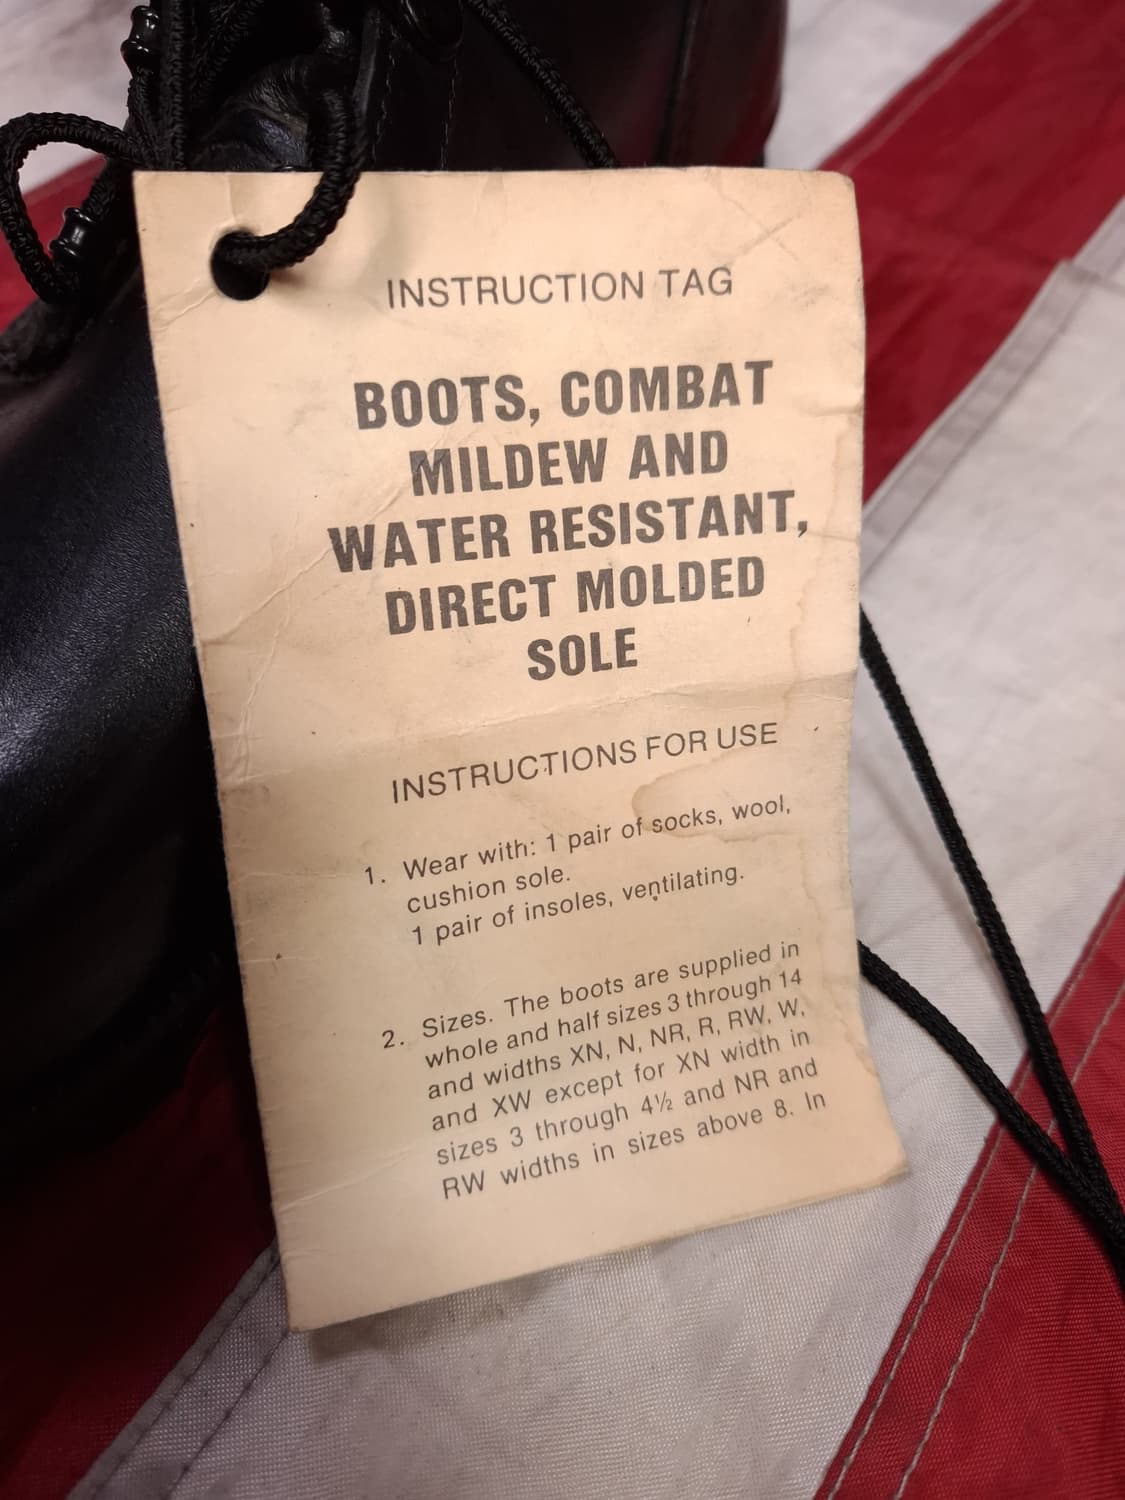 INSTRUCTION TAG
BOOTS, COMBAT
MILDEW AND
WATER RESISTANT,
DIRECT MOLDED
SOLE
INSTRUCTIONS FOR USE
1. Wear with: 1 pair of socks, wool,
cushion sole.
1 pair of insoles, ventilating.
2. Sizes. The boots are supplied in
whole and half sizes 3 through 14
and widths XN, N, NR, R, RW, W,
and XW except for XN width in
sizes 3 through 4½ and NR and
RW widths in sizes above 8. In